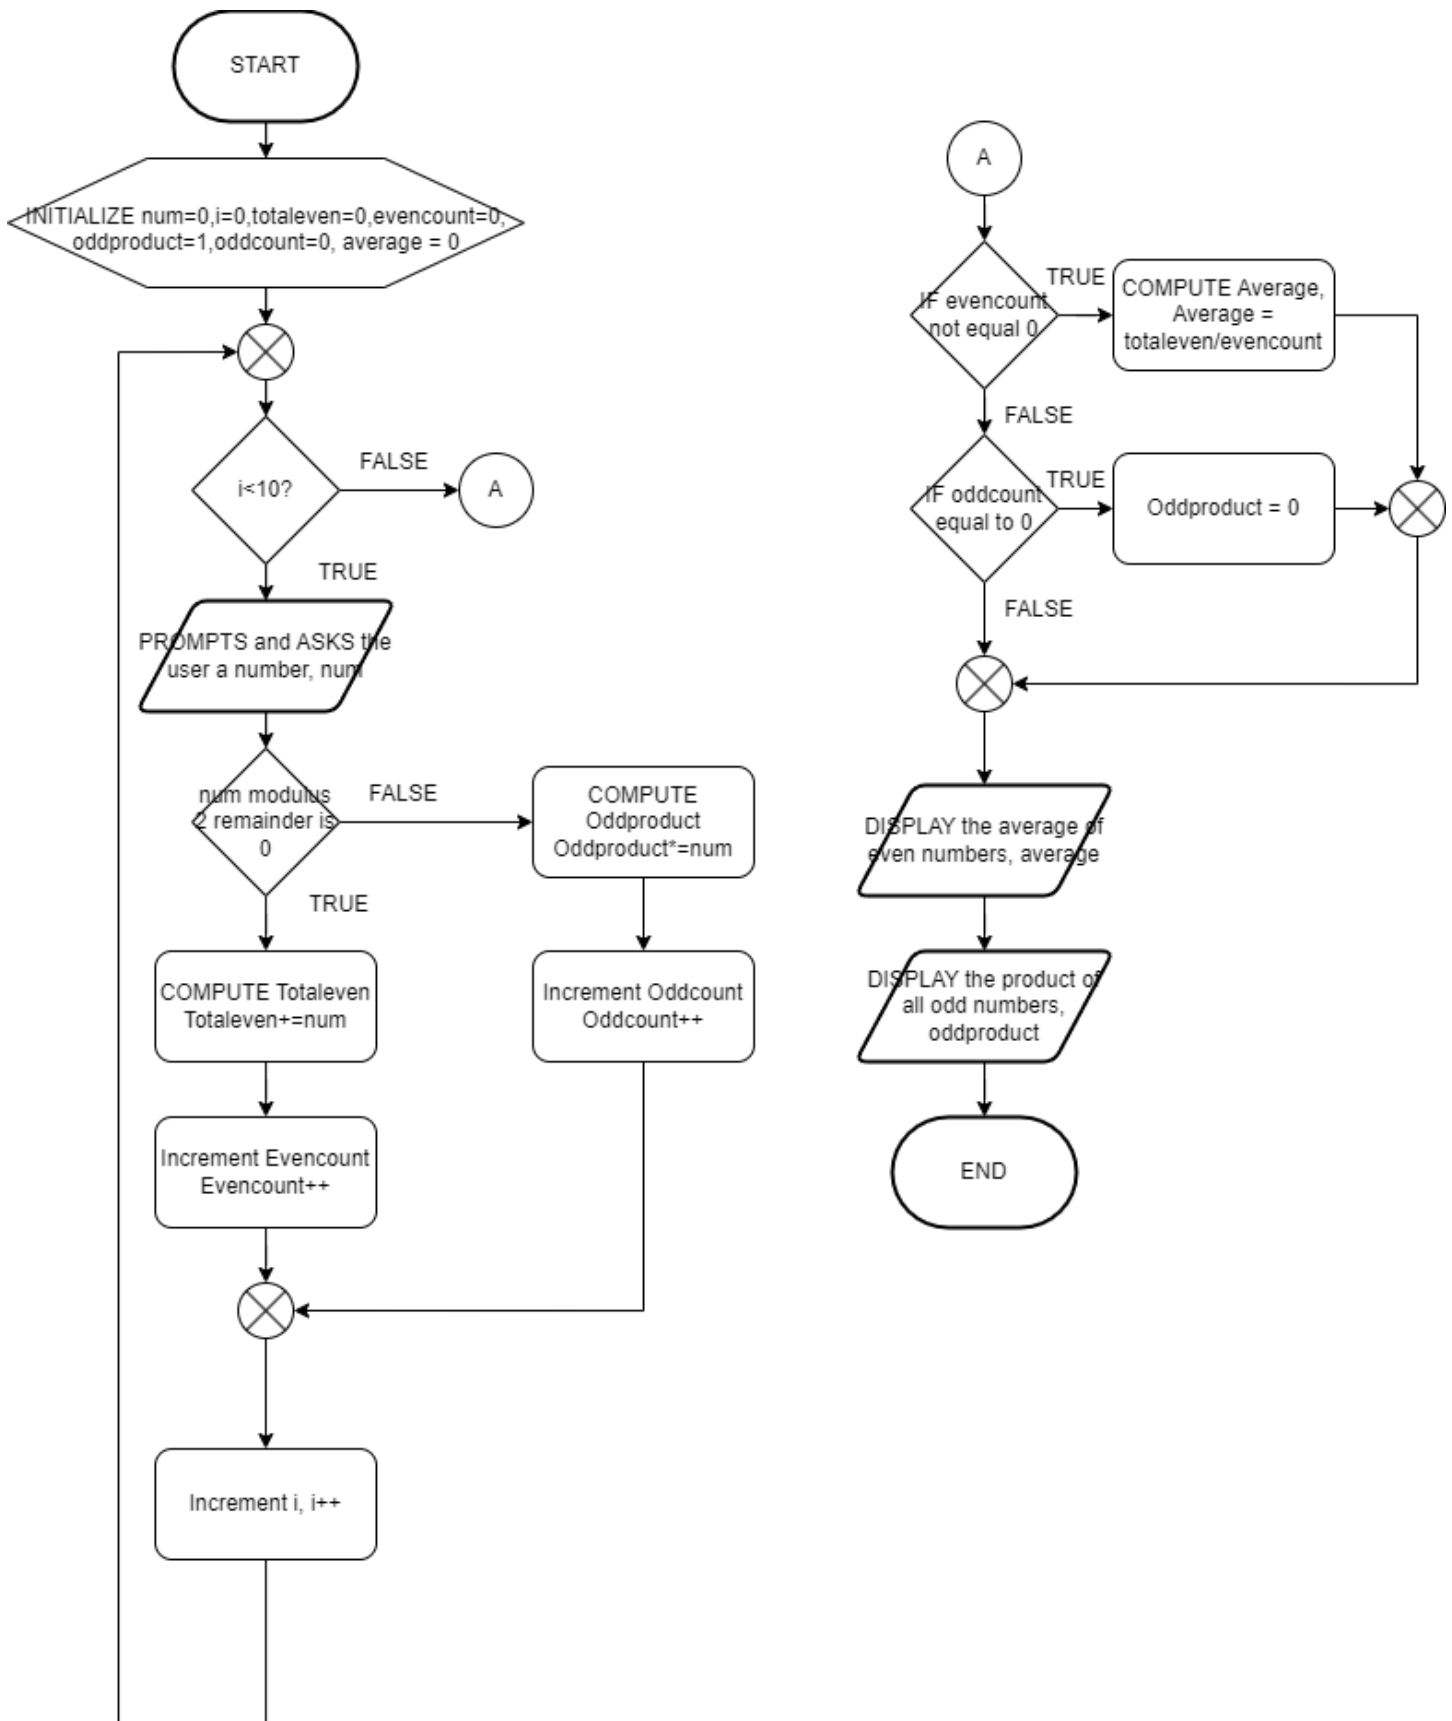 START
INITIALIZE num=0,i=0,totaleven=0,evencount=0,
oddproduct=1,oddcount=0, average = 0
i<10?
FALSE
A
TRUE
PROMPTS and ASKS the
user a number, num
num modulus
2 remainder is
0
FALSE
COMPUTE
Oddproduct
Oddproduct*=num
TRUE
COMPUTE Totaleven
Totaleven+=num
Increment Oddcount
Oddcount++
Increment Evencount
Evencount++
Increment i, i++
A
IF evencount
not equal 0
TRUE
COMPUTE Average,
Average =
totaleven/evencount
FALSE
IF oddcount
equal to 0
TRUE
Oddproduct = 0
FALSE
DISPLAY the average of
even numbers, average
DISPLAY the product of
all odd numbers,
oddproduct
END